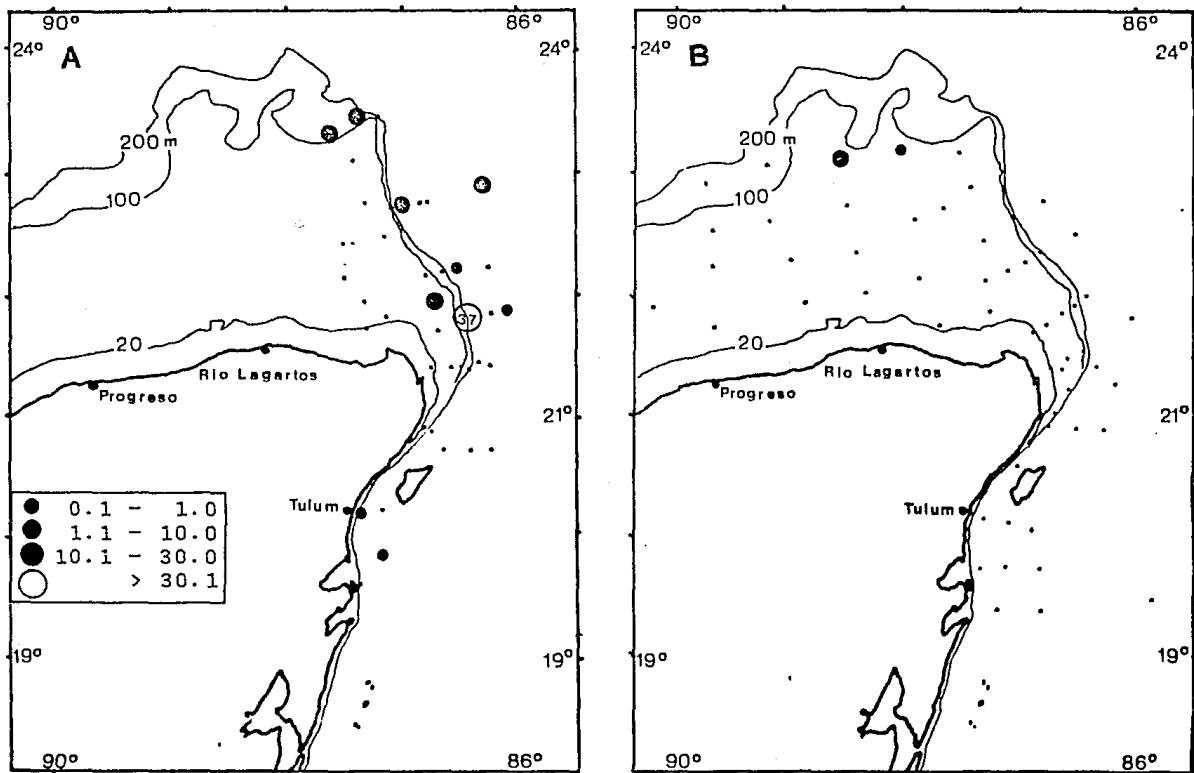 90° 86°
24° A 24°
200 m
100
37
20
Rio Lagartos
Progreso
21°
Tulum
0.1 - 1.0
1.1 - 10.0
10.1 - 30.0
> 30.1
19° 19°
90° 86°
90° 86°
24° B 24°
200 m
100
20
Rio Lagartos
Progreso
21°
Tulum
19° 19°
90° 86°